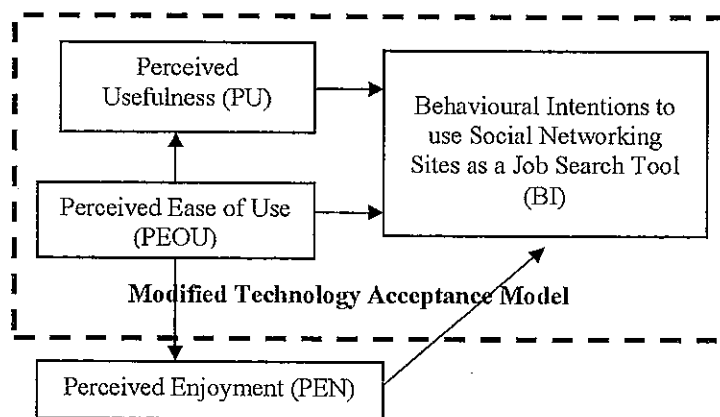 Perceived
Usefulness (PU)
Behavioural Intentions to
use Social Networking
Sites as a Job Search Tool
(BI)
Perceived Ease of Use
(PEOU)
Modified Technology Acceptance Model
Perceived Enjoyment (PEN)